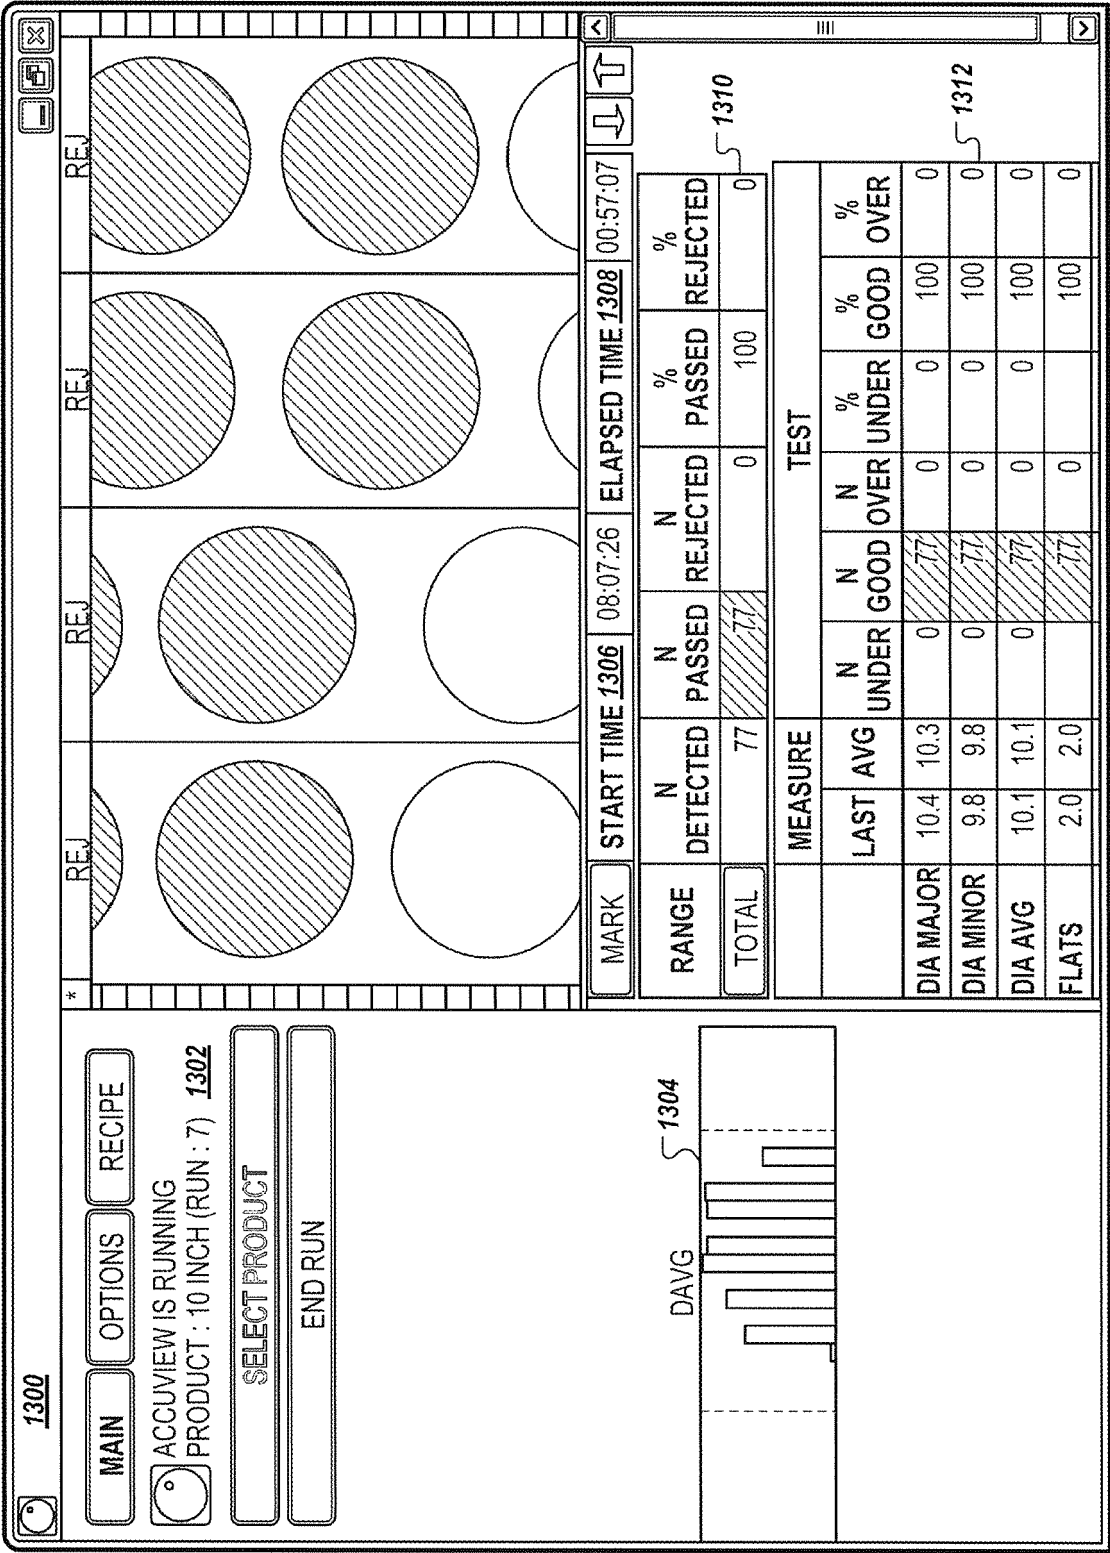 1300
MAIN OPTIONS RECIPE
ACCUVIEW IS RUNNING
PRODUCT : 10 INCH (RUN : 7) 1302
SELECT PRODUCT
END RUN
DAVG 1304
* REJ REJ REJ REJ
MARK START TIME 1306 08:07:26 ELAPSED TIME 1308 00:57:07
RANGE N DETECTED N PASSED N REJECTED % PASSED % REJECTED
TOTAL 77 77 0 100 0
1310
MEASURE TEST
LAST AVG N UNDER N GOOD N OVER % UNDER % GOOD % OVER
DIA MAJOR 10.4 10.3 0 77 0 0 100 0
DIA MINOR 9.8 9.8 0 77 0 0 100 0
DIA AVG 10.1 10.1 0 77 0 0 100 0
FLATS 2.0 2.0 77 0 100 0
1312